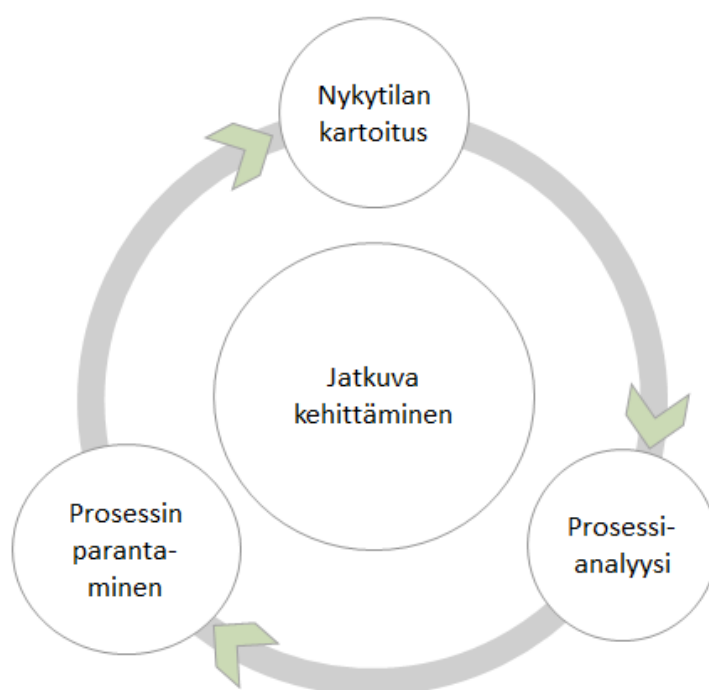 Nykytilan
kartoitus
Jatkuva
kehittäminen
Prosessi-
analyysi
Prosessin
paranta-
minen